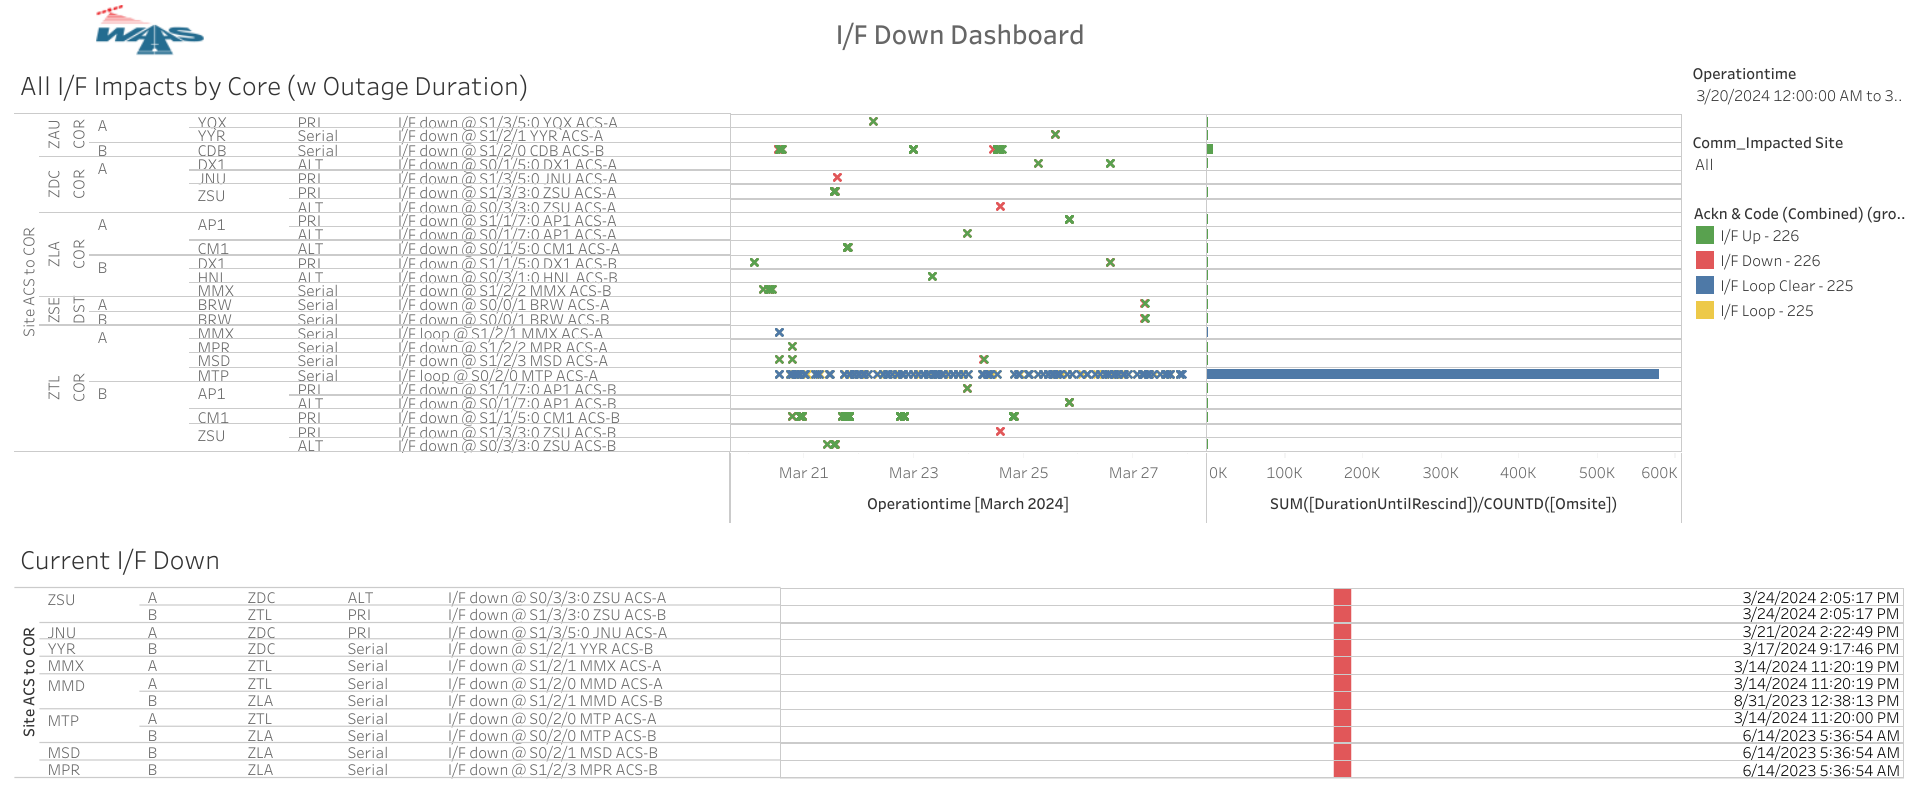 WAAS
I/F Down Dashboard
All I/F Impacts by Core (w Outage Duration)
Operationtime
3/20/2024 12:00:00 AM to 3..
Comm_Impacted Site
All
Ackn & Code (Combined) (gro..
I/F Up - 226
I/F Down - 226
I/F Loop Clear - 225
I/F Loop - 225
Site ACS to COR
ZAU COR A YQX PRI I/F down @ S1/3/5:0 YQX ACS-A
YYR Serial I/F down @ S1/2/1 YYR ACS-A
B CDB Serial I/F down @ S1/2/0 CDB ACS-B
ZDC COR A DX1 ALT I/F down @ S0/1/5:0 DX1 ACS-A
JNU PRI I/F down @ S1/3/5:0 JNU ACS-A
ZSU PRI I/F down @ S1/3/3:0 ZSU ACS-A
ALT I/F down @ S0/3/3:0 ZSU ACS-A
ZLA COR A AP1 PRI I/F down @ S1/1/7:0 AP1 ACS-A
ALT I/F down @ S0/1/7:0 AP1 ACS-A
CM1 ALT I/F down @ S0/1/5:0 CM1 ACS-A
B DX1 PRI I/F down @ S1/1/5:0 DX1 ACS-B
HNL ALT I/F down @ S0/3/1:0 HNL ACS-B
MMX Serial I/F down @ S1/2/2 MMX ACS-B
ZSE DST A BRW Serial I/F down @ S0/0/1 BRW ACS-A
B BRW Serial I/F down @ S0/0/1 BRW ACS-B
ZTL COR A MMX Serial I/F loop @ S1/2/1 MMX ACS-A
MPR Serial I/F down @ S1/2/2 MPR ACS-A
MSD Serial I/F down @ S1/2/3 MSD ACS-A
MTP Serial I/F loop @ S0/2/0 MTP ACS-A
B AP1 PRI I/F down @ S1/1/7:0 AP1 ACS-B
ALT I/F down @ S0/1/7:0 AP1 ACS-B
CM1 PRI I/F down @ S1/1/5:0 CM1 ACS-B
ZSU PRI I/F down @ S1/3/3:0 ZSU ACS-B
ALT I/F down @ S0/3/3:0 ZSU ACS-B
Mar 21 Mar 23 Mar 25 Mar 27 0K 100K 200K 300K 400K 500K 600K
Operationtime [March 2024] SUM([DurationUntilRescind])/COUNTD([Omsite])
Current I/F Down
Site ACS to COR
ZSU A ZDC ALT I/F down @ S0/3/3:0 ZSU ACS-A 3/24/2024 2:05:17 PM
B ZTL PRI I/F down @ S1/3/3:0 ZSU ACS-B 3/24/2024 2:05:17 PM
JNU A ZDC PRI I/F down @ S1/3/5:0 JNU ACS-A 3/21/2024 2:22:49 PM
YYR B ZDC Serial I/F down @ S1/2/1 YYR ACS-B 3/17/2024 9:17:46 PM
MMX A ZTL Serial I/F down @ S1/2/1 MMX ACS-A 3/14/2024 11:20:19 PM
MMD A ZTL Serial I/F down @ S1/2/0 MMD ACS-A 3/14/2024 11:20:19 PM
B ZLA Serial I/F down @ S1/2/1 MMD ACS-B 8/31/2023 12:38:13 PM
MTP A ZTL Serial I/F down @ S0/2/0 MTP ACS-A 3/14/2024 11:20:00 PM
B ZLA Serial I/F down @ S0/2/0 MTP ACS-B 6/14/2023 5:36:54 AM
MSD B ZLA Serial I/F down @ S0/2/1 MSD ACS-B 6/14/2023 5:36:54 AM
MPR B ZLA Serial I/F down @ S1/2/3 MPR ACS-B 6/14/2023 5:36:54 AM